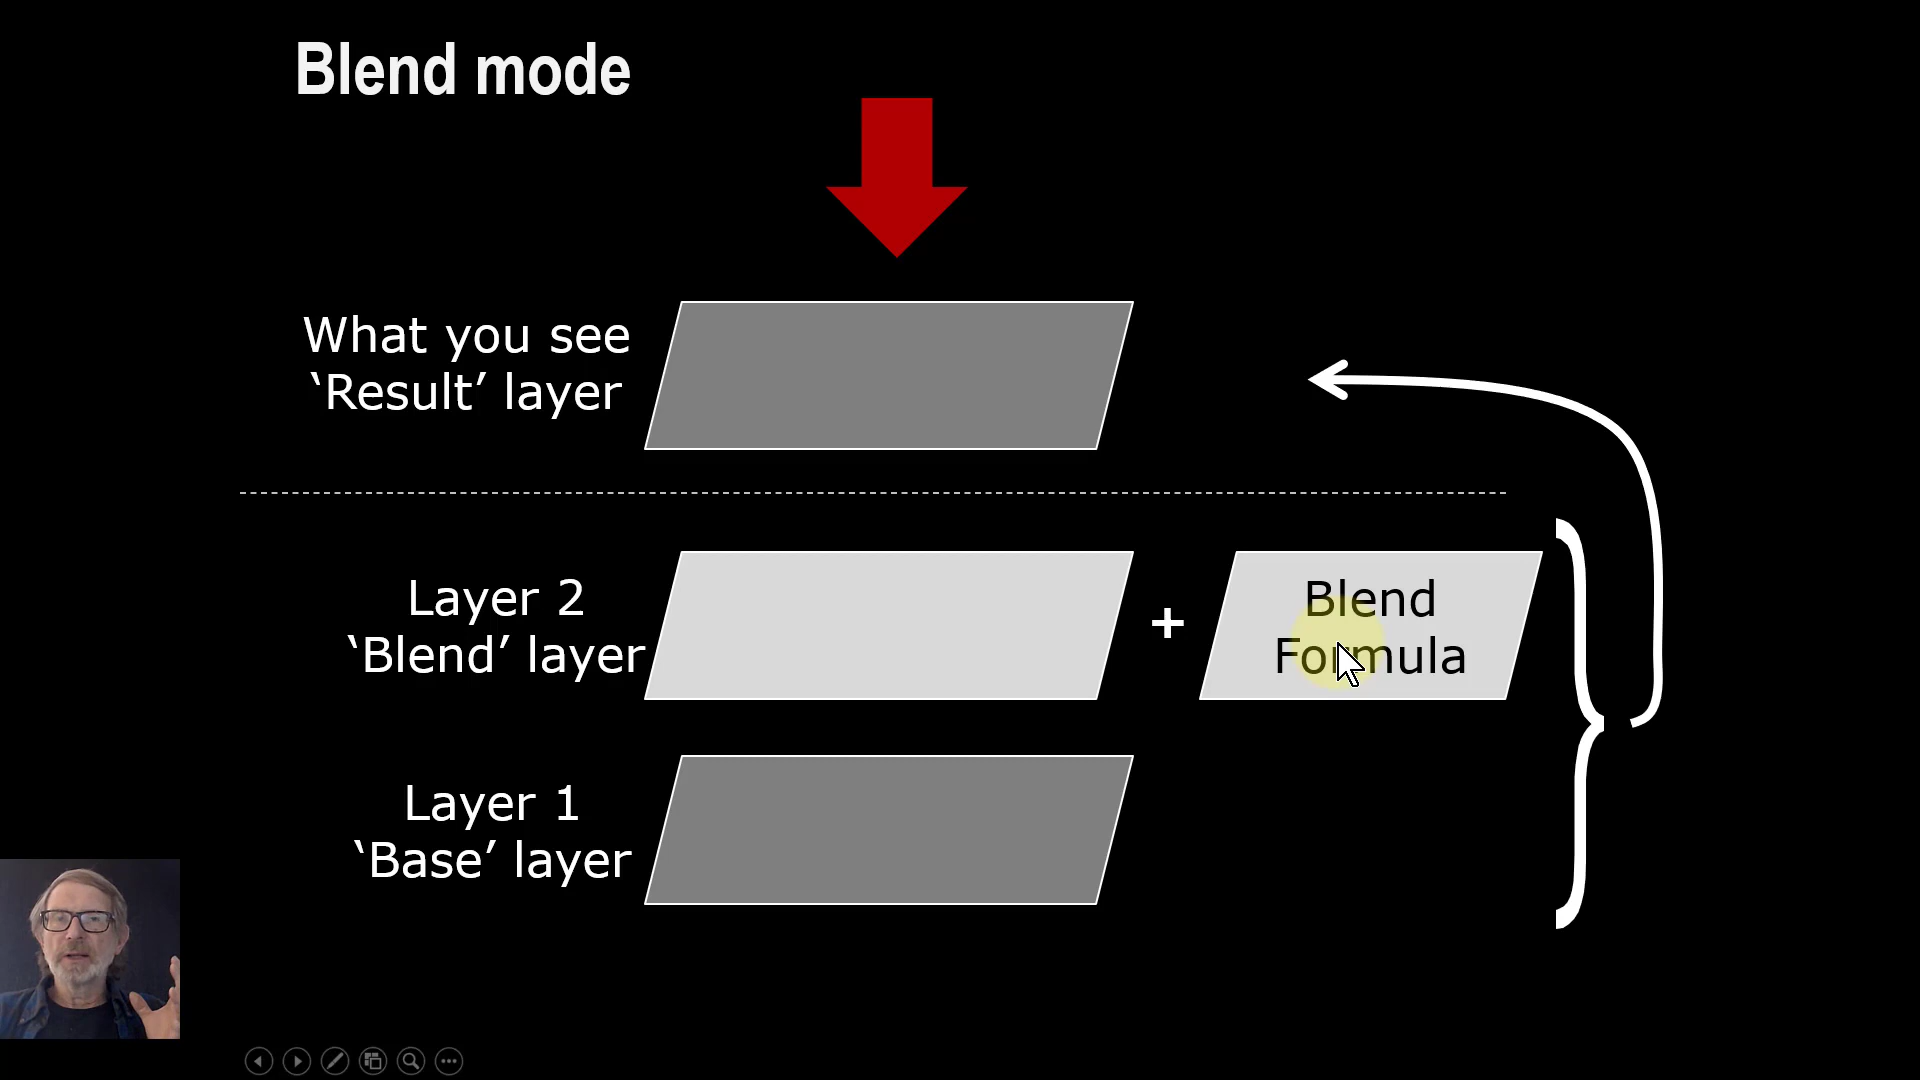 Blend mode
What you see
‘Result’ layer
Layer 2
‘Blend’ layer
+
Blend
Formula
Layer 1
‘Base’ layer